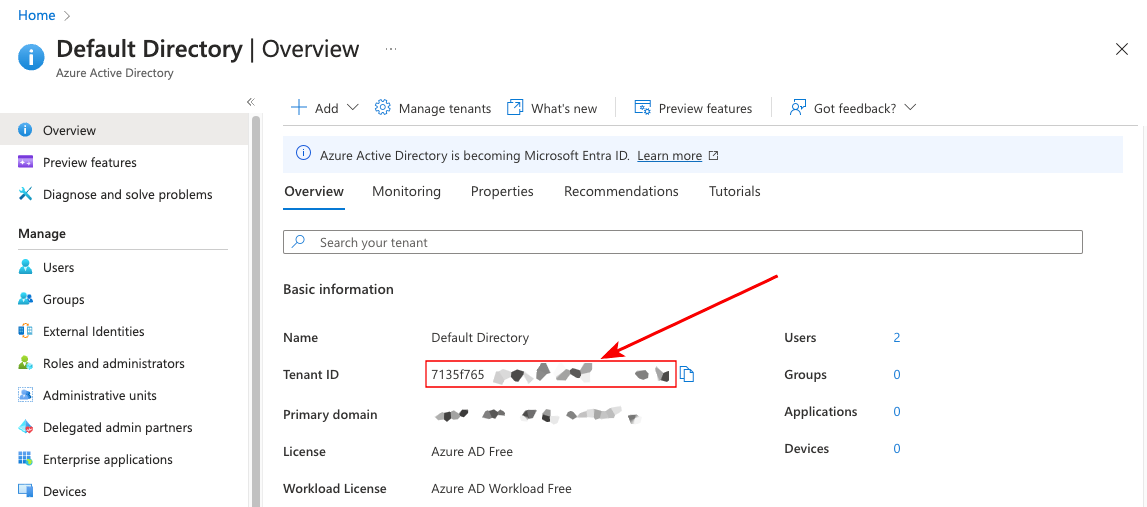 Home
Default Directory | Overview
Azure Active Directory
Overview
Preview features
Diagnose and solve problems
Manage
Users
Groups
External Identities
Roles and administrators
Administrative units
Delegated admin partners
Enterprise applications
Devices
Add
Manage tenants
What's new
Preview features
Got feedback?
Azure Active Directory is becoming Microsoft Entra ID. Learn more
Overview Monitoring Properties Recommendations Tutorials
Search your tenant
Basic information
Name Default Directory Users 2
Tenant ID 7135f765 Groups 0
Primary domain Applications 0
License Azure AD Free Devices 0
Workload License Azure AD Workload Free